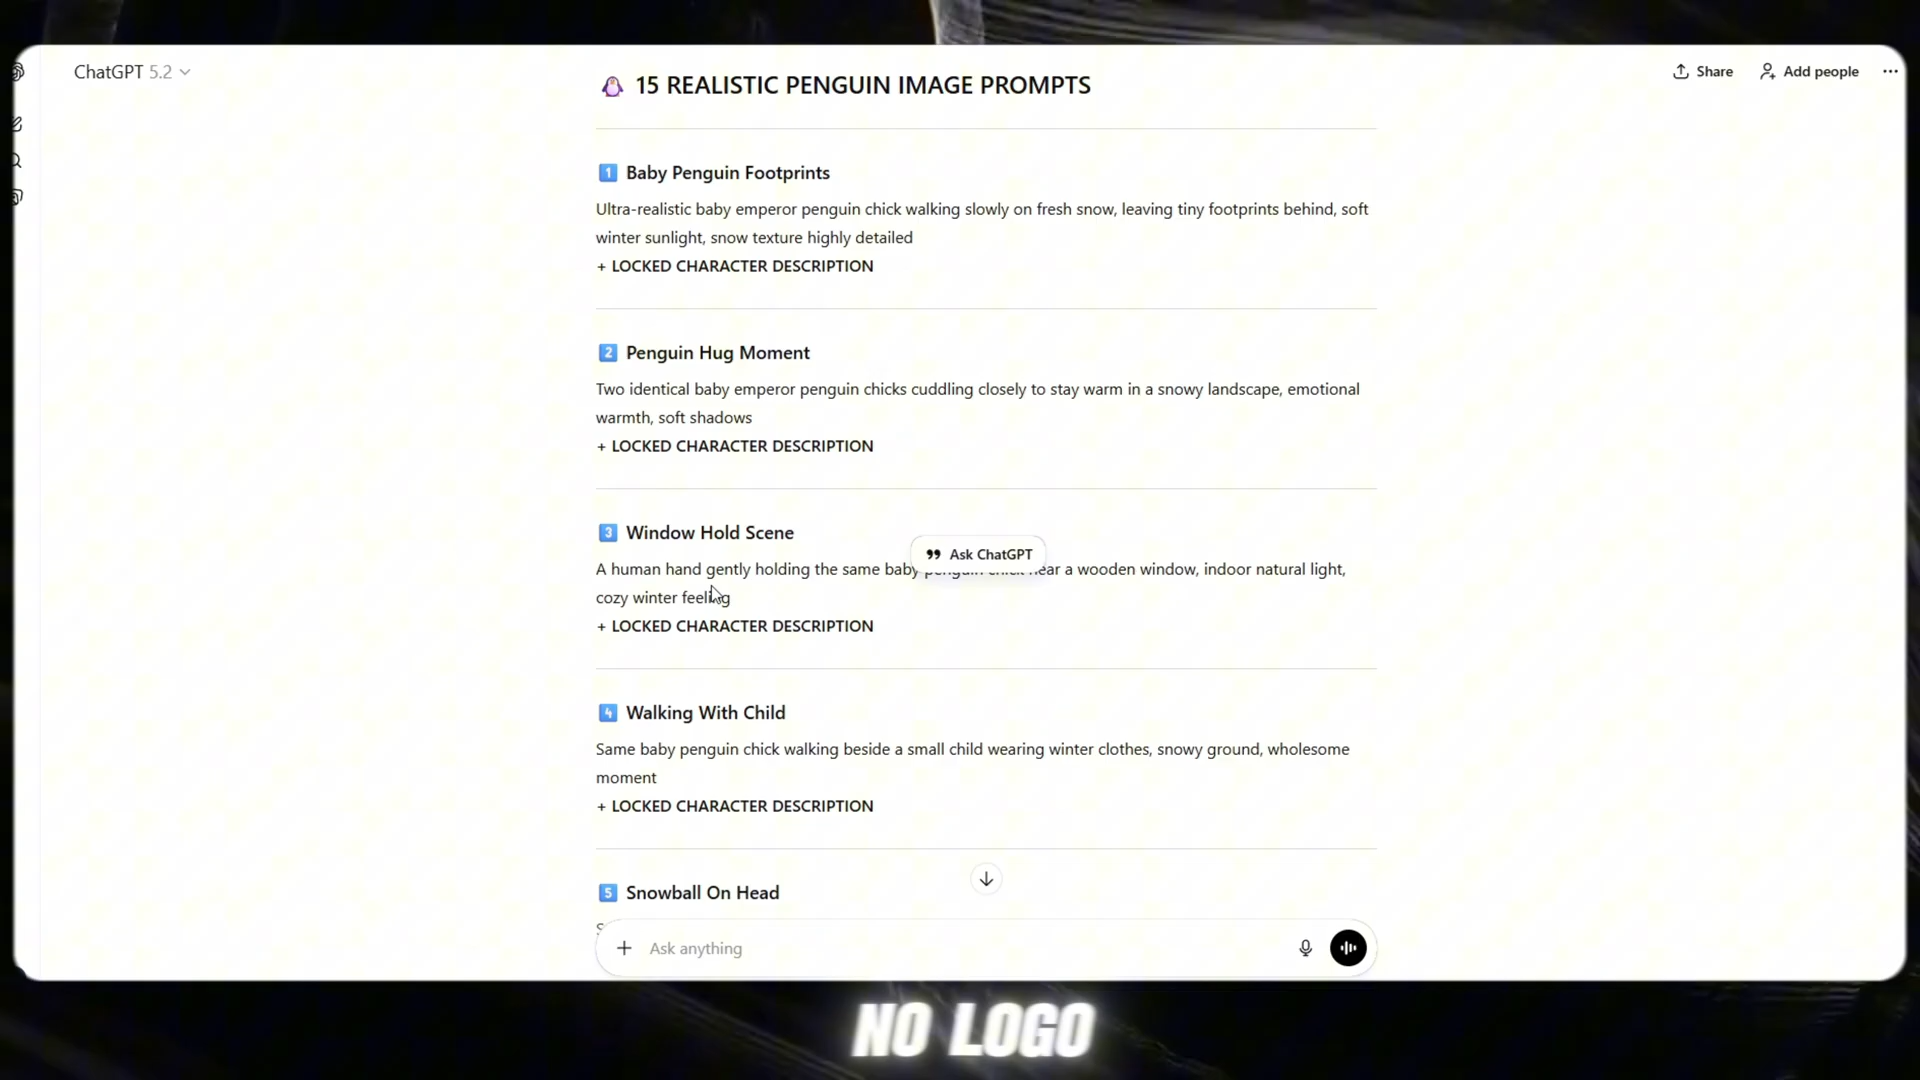 ChatGPT 5.2
Share
Add people
🐧 15 REALISTIC PENGUIN IMAGE PROMPTS
1 Baby Penguin Footprints
Ultra-realistic baby emperor penguin chick walking slowly on fresh snow, leaving tiny footprints behind, soft
winter sunlight, snow texture highly detailed
+ LOCKED CHARACTER DESCRIPTION
2 Penguin Hug Moment
Two identical baby emperor penguin chicks cuddling closely to stay warm in a snowy landscape, emotional
warmth, soft shadows
+ LOCKED CHARACTER DESCRIPTION
3 Window Hold Scene
Ask ChatGPT
A human hand gently holding the same baby penguin chick near a wooden window, indoor natural light,
cozy winter feeling
+ LOCKED CHARACTER DESCRIPTION
4 Walking With Child
Same baby penguin chick walking beside a small child wearing winter clothes, snowy ground, wholesome
moment
+ LOCKED CHARACTER DESCRIPTION
5 Snowball On Head
Ask anything
NO LOGO